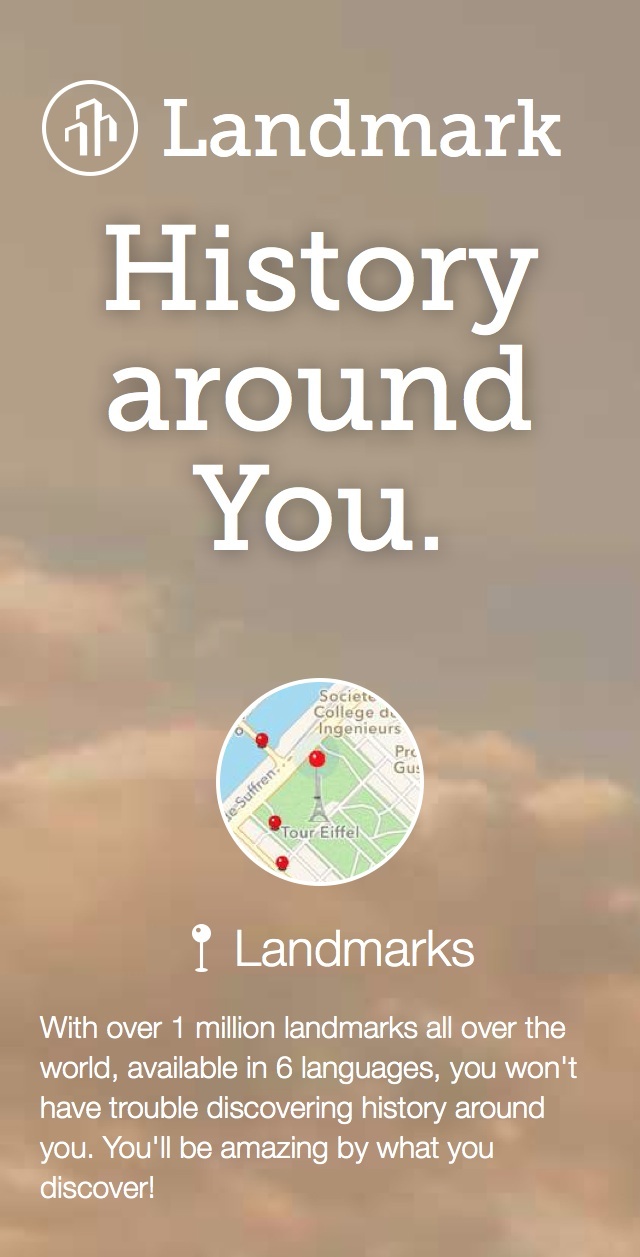 Landmark
History
around
You.
Societe
College de
Ingenieurs
Pro
Gus
de-Suffren
Tour Eiffel
Landmarks
With over 1 million landmarks all over the
world, available in 6 languages, you won't
have trouble discovering history around
you. You'll be amazing by what you
discover!